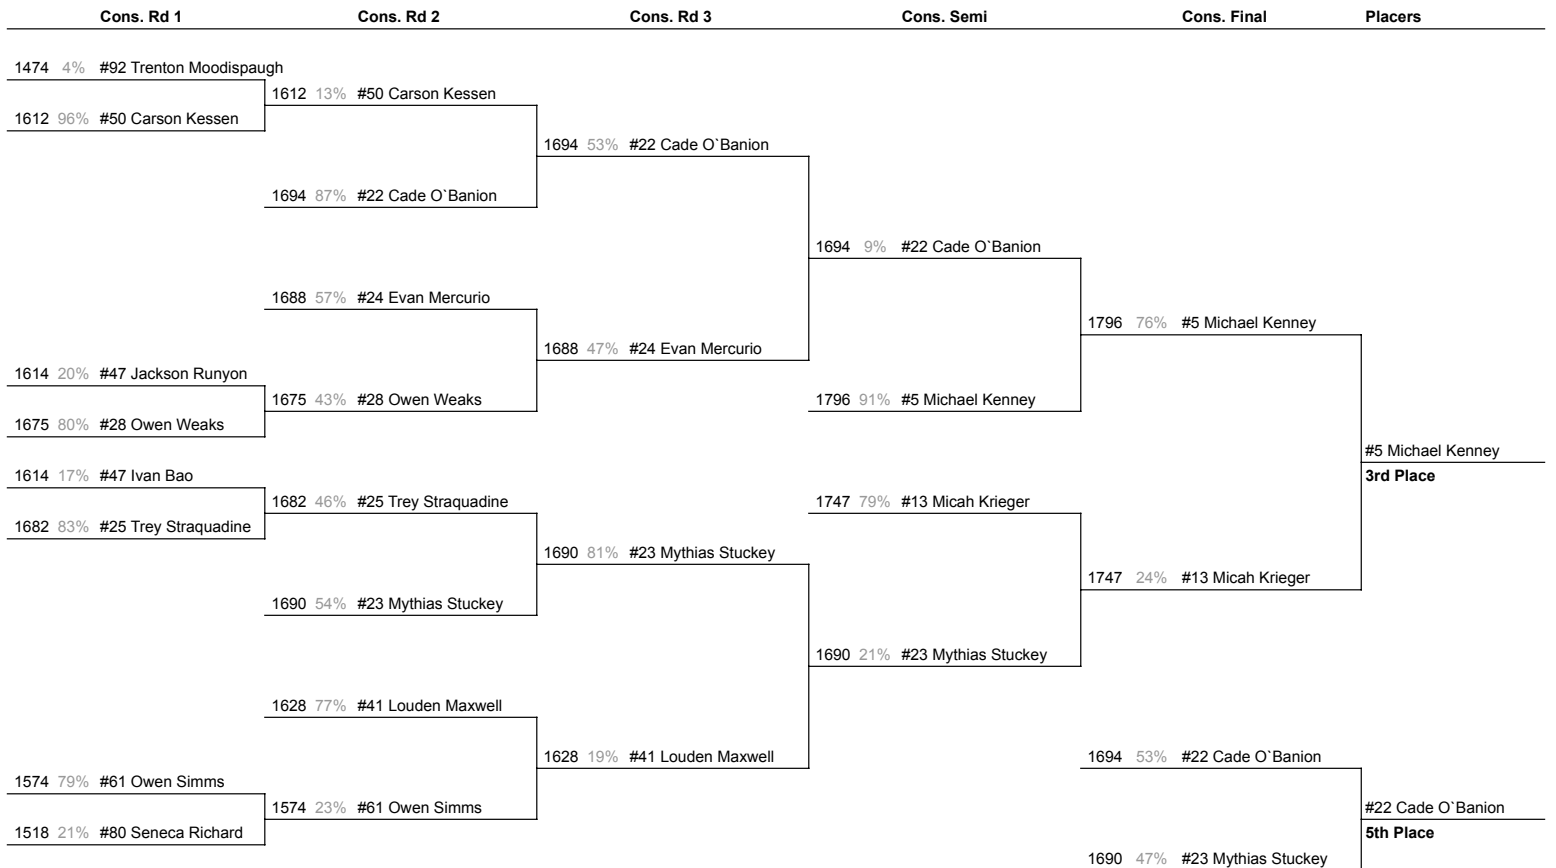 Cons. Rd 1 Cons. Rd 2 Cons. Rd 3 Cons. Semi Cons. Final Placers
1474 4% #92 Trenton Moodispaugh
1612 13% #50 Carson Kessen
1612 96% #50 Carson Kessen
1694 53% #22 Cade O`Banion
1694 87% #22 Cade O`Banion
1694 9% #22 Cade O`Banion
1688 57% #24 Evan Mercurio
1796 76% #5 Michael Kenney
1688 47% #24 Evan Mercurio
1614 20% #47 Jackson Runyon
1675 43% #28 Owen Weaks 1796 91% #5 Michael Kenney
1675 80% #28 Owen Weaks
#5 Michael Kenney
1614 17% #47 Ivan Bao 3rd Place
1682 46% #25 Trey Straquadine 1747 79% #13 Micah Krieger
1682 83% #25 Trey Straquadine
1690 81% #23 Mythias Stuckey
1747 24% #13 Micah Krieger
1690 54% #23 Mythias Stuckey
1690 21% #23 Mythias Stuckey
1628 77% #41 Louden Maxwell
1628 19% #41 Louden Maxwell 1694 53% #22 Cade O`Banion
1574 79% #61 Owen Simms
1574 23% #61 Owen Simms #22 Cade O`Banion
1518 21% #80 Seneca Richard 5th Place
1690 47% #23 Mythias Stuckey